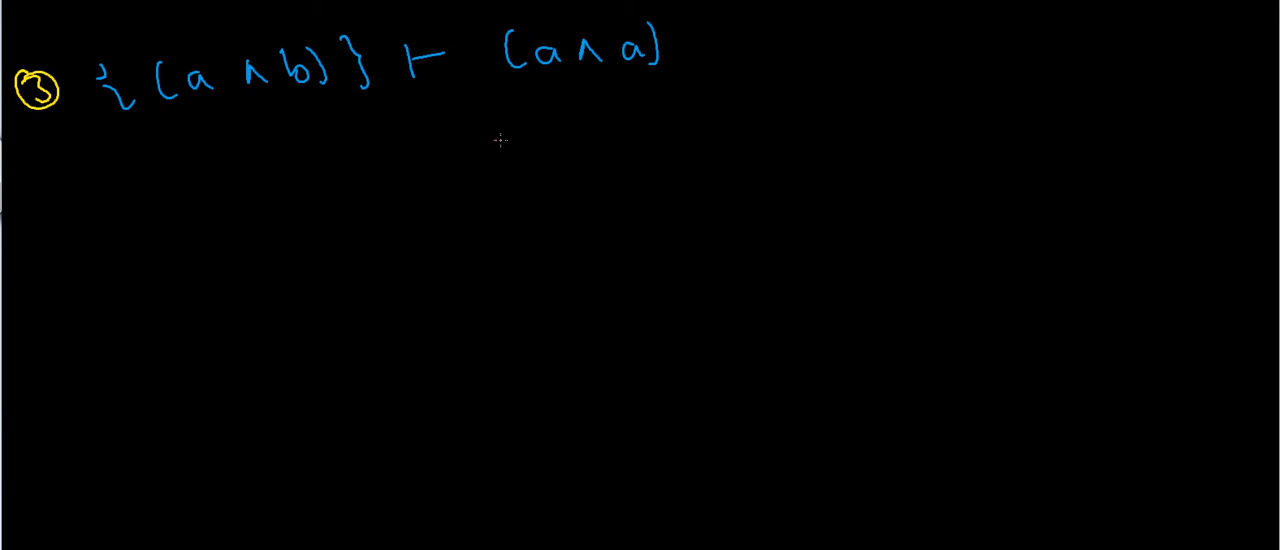 ③ {(a ∧ b)} ⊢ (a ∧ a)